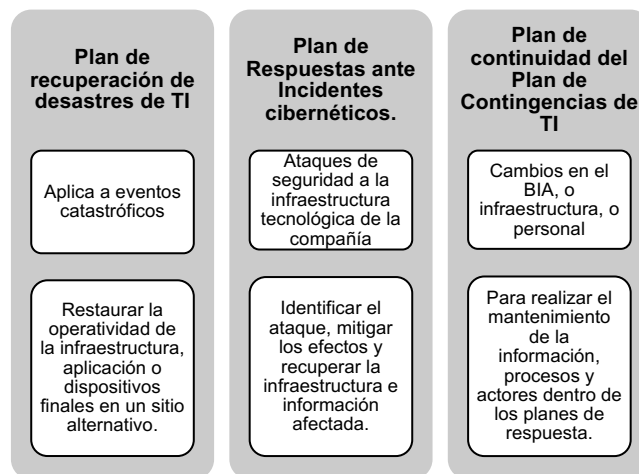 Plan de
recuperación de
desastres de TI
Aplica a eventos
catastróficos
Restaurar la
operatividad de
la infraestructura,
aplicación o
dispositivos
finales en un sitio
alternativo.
Plan de
Respuestas ante
Incidentes
cibernéticos.
Ataques de
seguridad a la
infraestructura
tecnológica de la
compañía
Identificar el
ataque, mitigar
los efectos y
recuperar la
infraestructura e
información
afectada.
Plan de
continuidad del
Plan de
Contingencias de
TI
Cambios en el
BIA, o
infraestructura, o
personal
Para realizar el
mantenimiento
de la
información,
procesos y
actores dentro de
los planes de
respuesta.